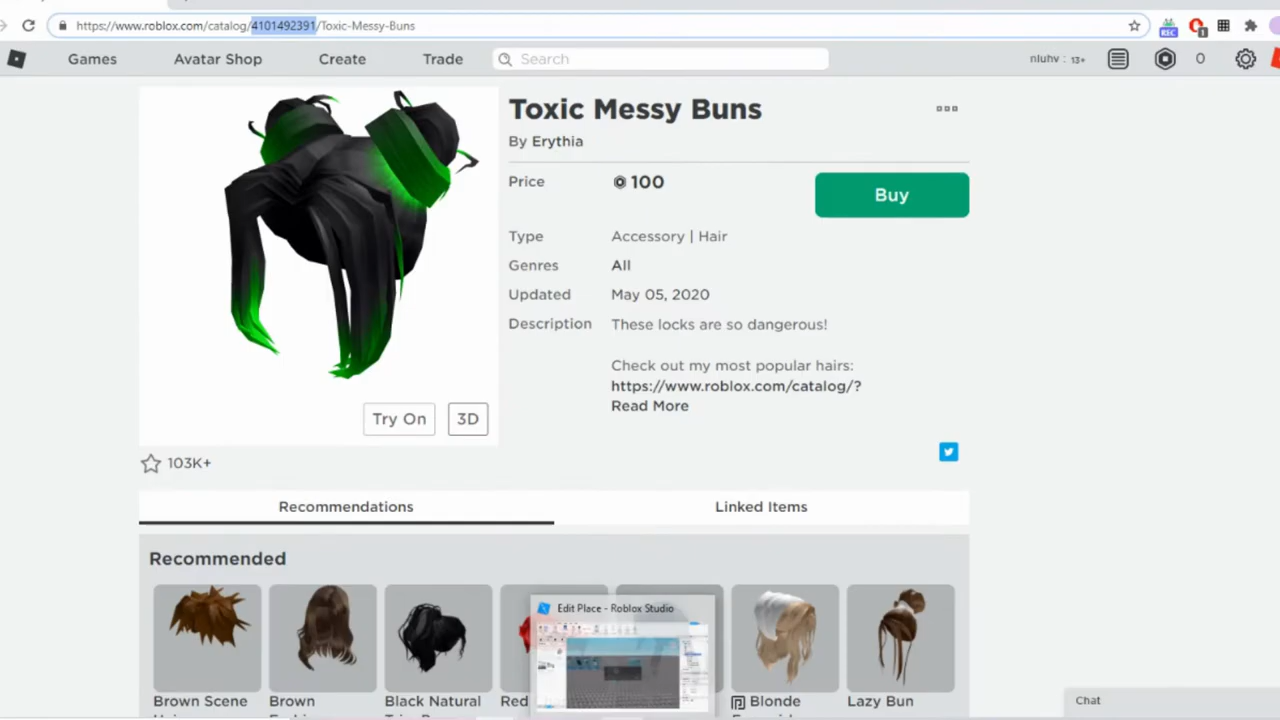 https://www.roblox.com/catalog/4101492391/Toxic-Messy-Buns
REC
1
Games
Avatar Shop
Create
Trade
Search
nluhv : 13+
0
Toxic Messy Buns
By Erythia
Price
100
Buy
Type
Accessory | Hair
Genres
All
Updated
May 05, 2020
Description
These locks are so dangerous!
Check out my most popular hairs:
https://www.roblox.com/catalog/?
Read More
Try On
3D
103K+
Recommendations
Linked Items
Recommended
Edit Place - Roblox Studio
Brown Scene
Brown
Black Natural
Red
Blonde
Lazy Bun
Chat